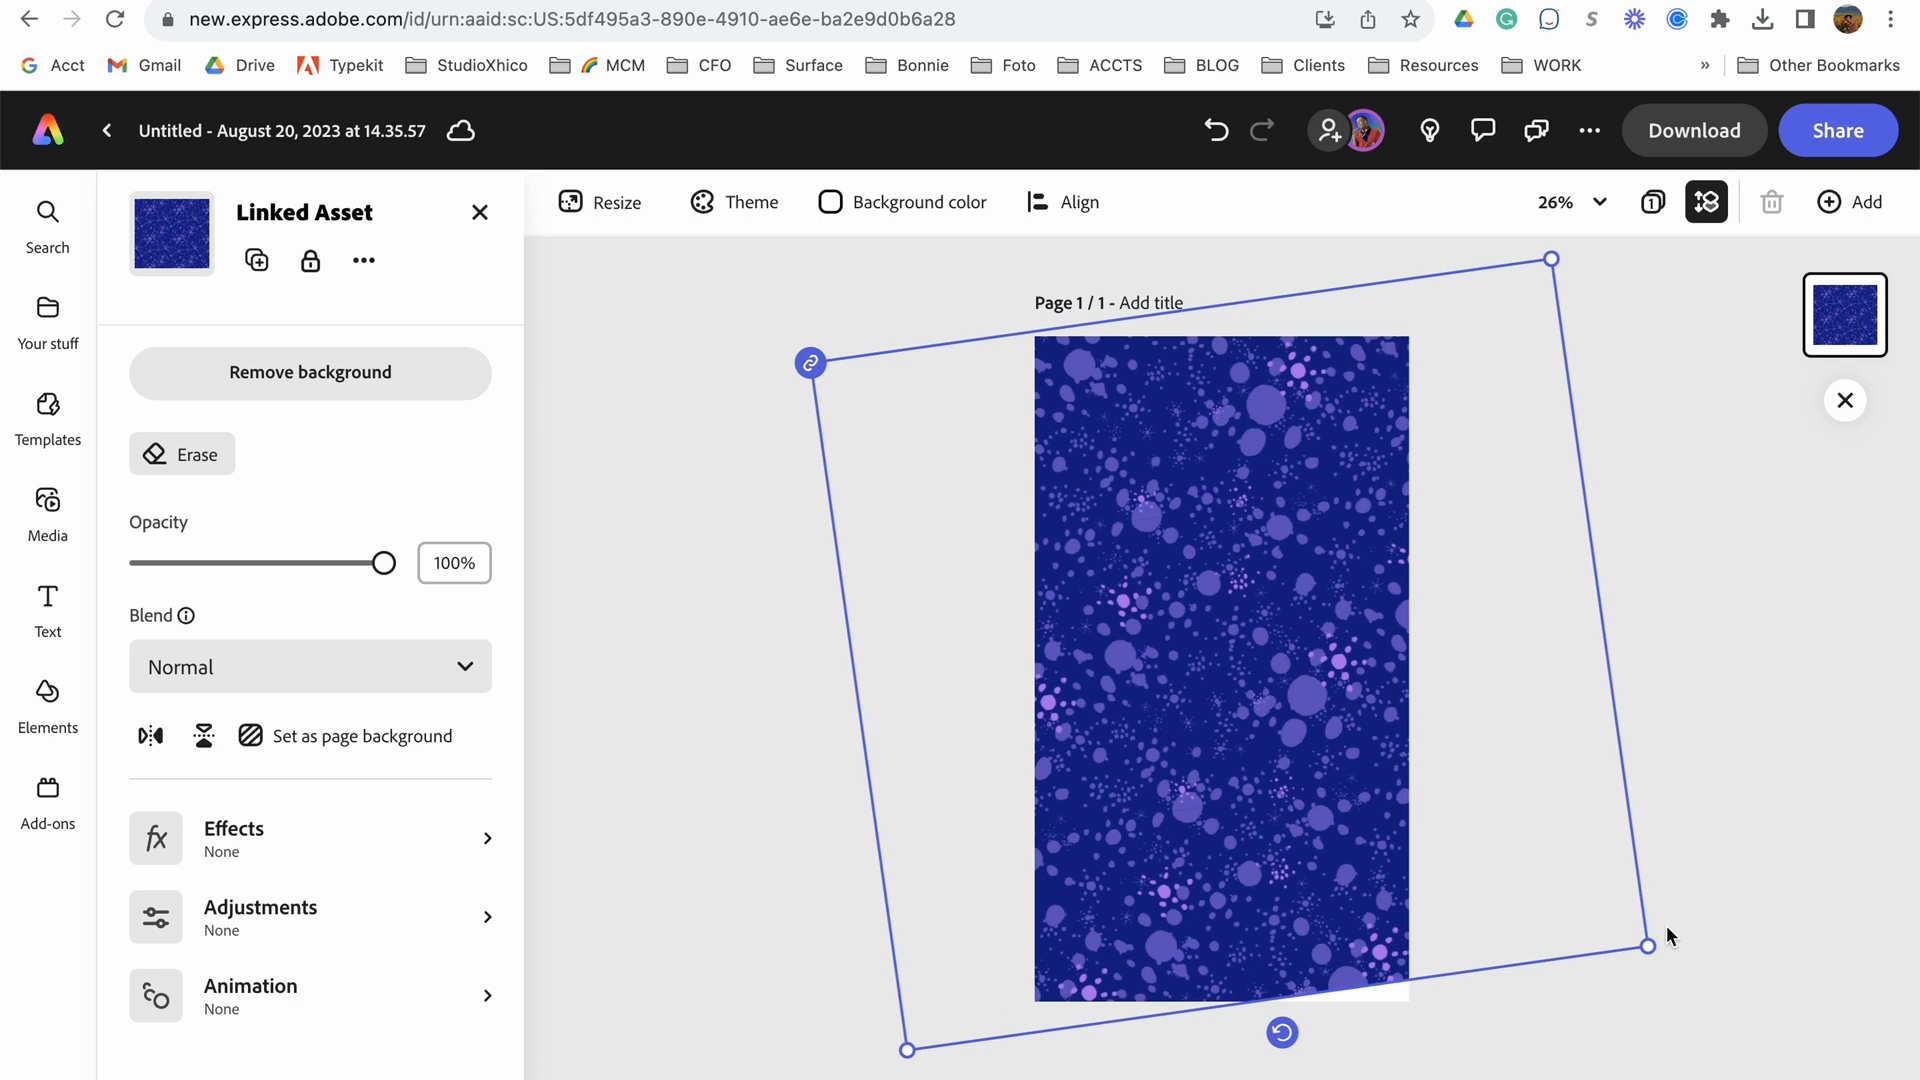 new.express.adobe.com/id/urn:aaid:sc:US:5df495a3-890e-4910-ae6e-ba2e9d0b6a28
Acct Gmail Drive Typekit StudioXhico MCM CFO Surface Bonnie Foto ACCTS BLOG Clients Resources WORK » Other Bookmarks
Untitled - August 20, 2023 at 14.35.57
Download
Share
Search
Your stuff
Templates
Media
Text
Elements
Add-ons
Linked Asset
Remove background
Erase
Opacity
100%
Blend
Normal
Set as page background
fx
Effects
None
Adjustments
None
Animation
None
Resize Theme Background color Align 26% 1 Add
Page 1 / 1 - Add title